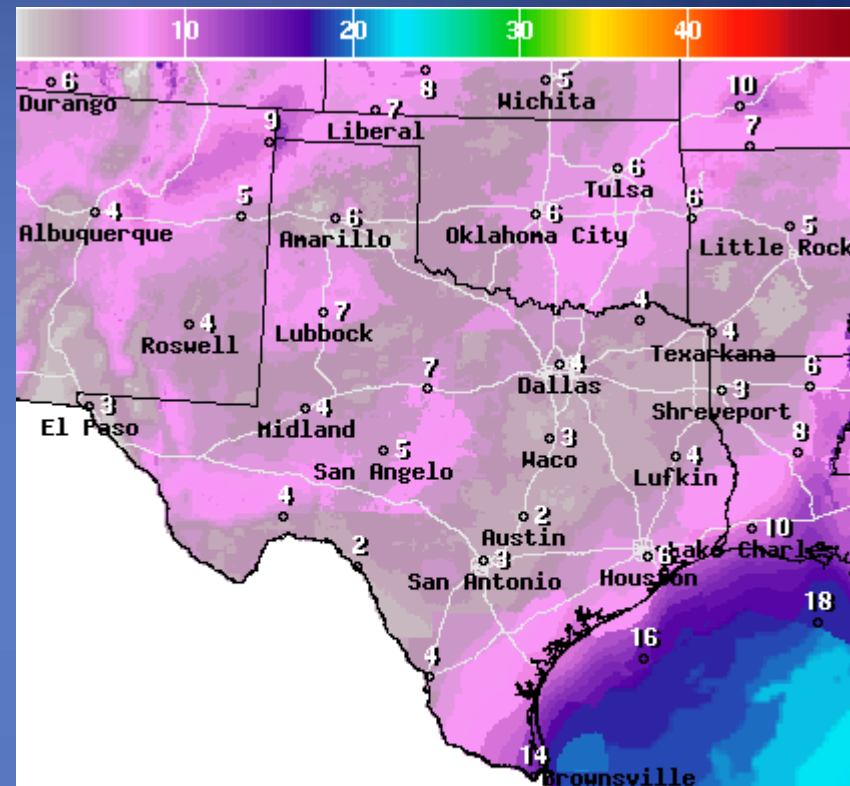 10 20 30 40
6 8 5 10
Durango Wichita
7 Liberal
9 7
6 Tulsa
4 5 6 6 6 5
Albuquerque Amarillo Oklahoma City Little Rock
4 7 4 4
Roswell Lubbock Texarkana
7 4 3 6
Dallas Shreveport
3 4
El Paso Midland
5 3 4 8
San Angelo Waco Lufkin
4 2 10
Austin
2 3 6 Lake Charles
San Antonio Houston
18
16
4
14
Brownsville